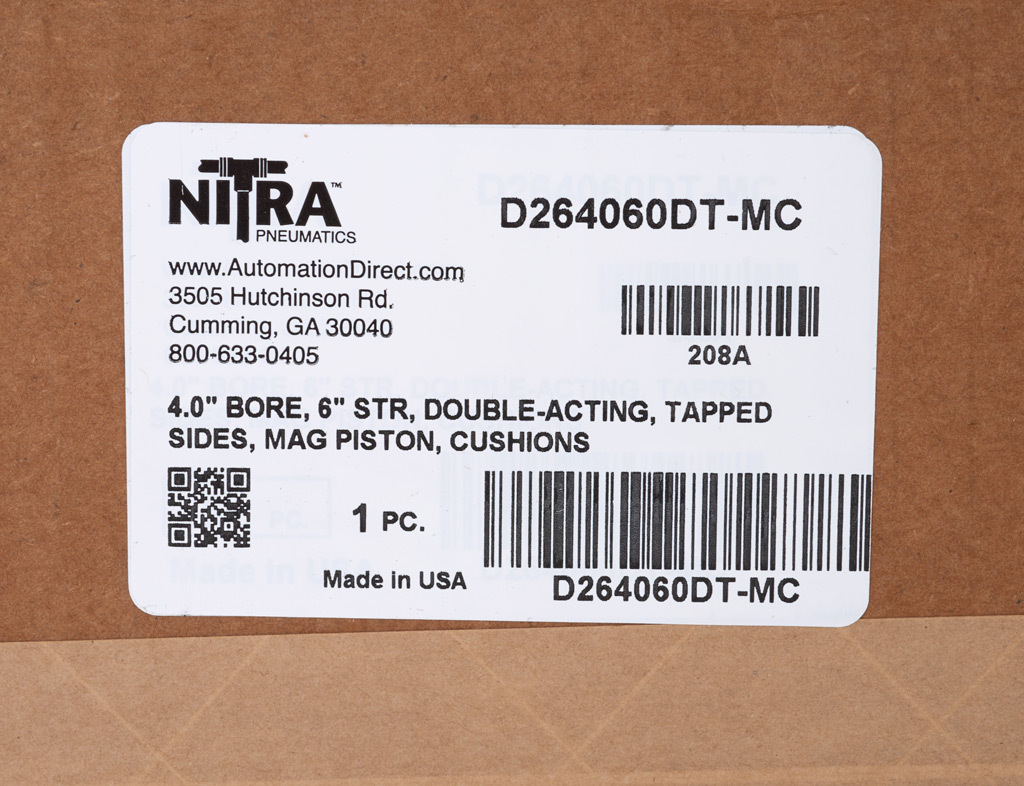 NITRA™
PNEUMATICS
www.AutomationDirect.com
3505 Hutchinson Rd.
Cumming, GA 30040
800-633-0405
D264060DT-MC
208A
4.0" BORE, 6" STR, DOUBLE-ACTING, TAPPED
SIDES, MAG PISTON, CUSHIONS
1 PC.
Made in USA
D264060DT-MC